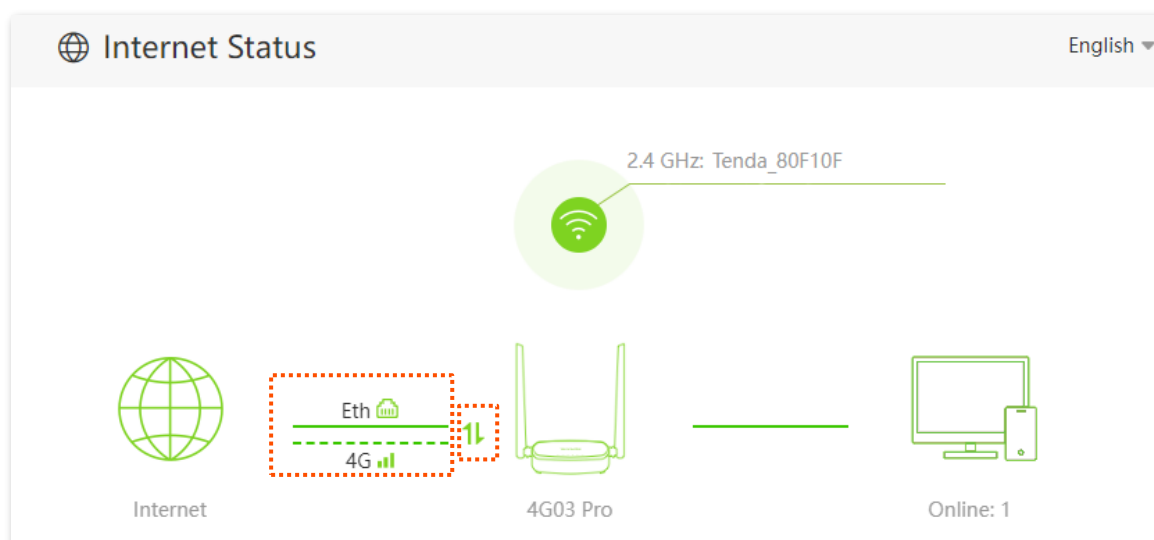 Internet Status
English
2.4 GHz: Tenda_80F10F
Eth
4G
Internet
4G03 Pro
Online: 1